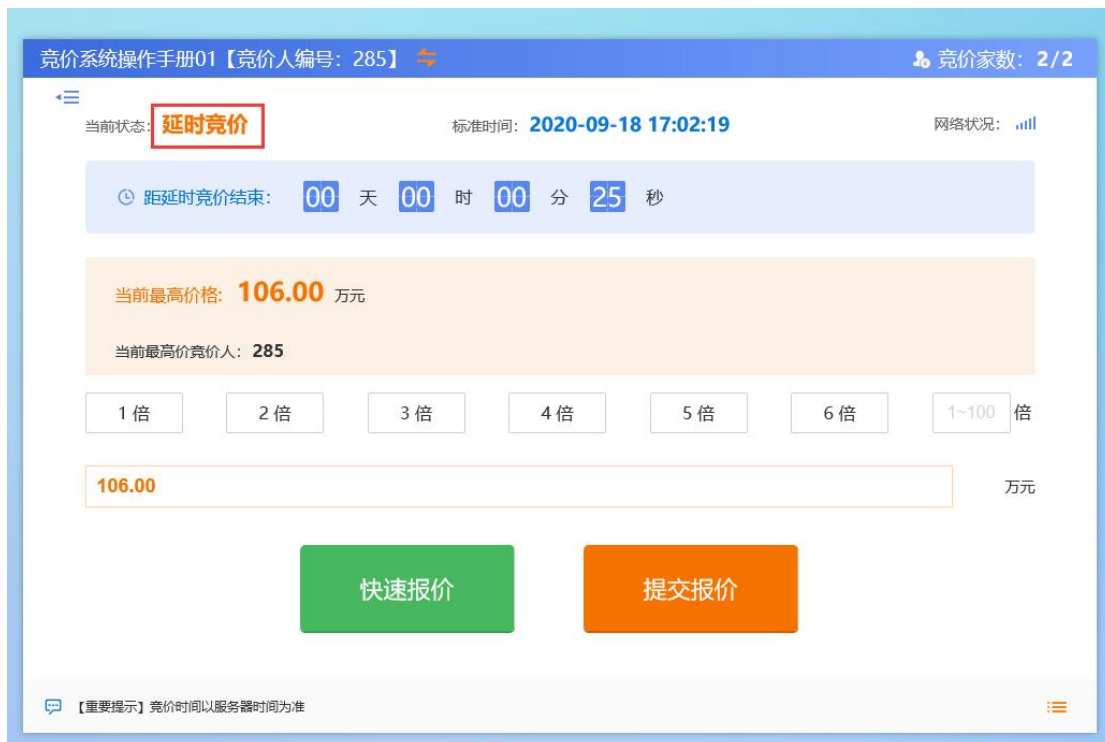 竞价系统操作手册01【竞价人编号：285】 竞价家数：2/2
当前状态：延时竞价 标准时间：2020-09-18 17:02:19 网络状况：
距延时竞价结束： 00 天 00 时 00 分 25 秒
当前最高价格: 106.00 万元
当前最高价竞价人：285
1 倍 2 倍 3 倍 4 倍 5 倍 6 倍 1~100 倍
106.00 万元
快速报价 提交报价
【重要提示】竞价时间以服务器时间为准